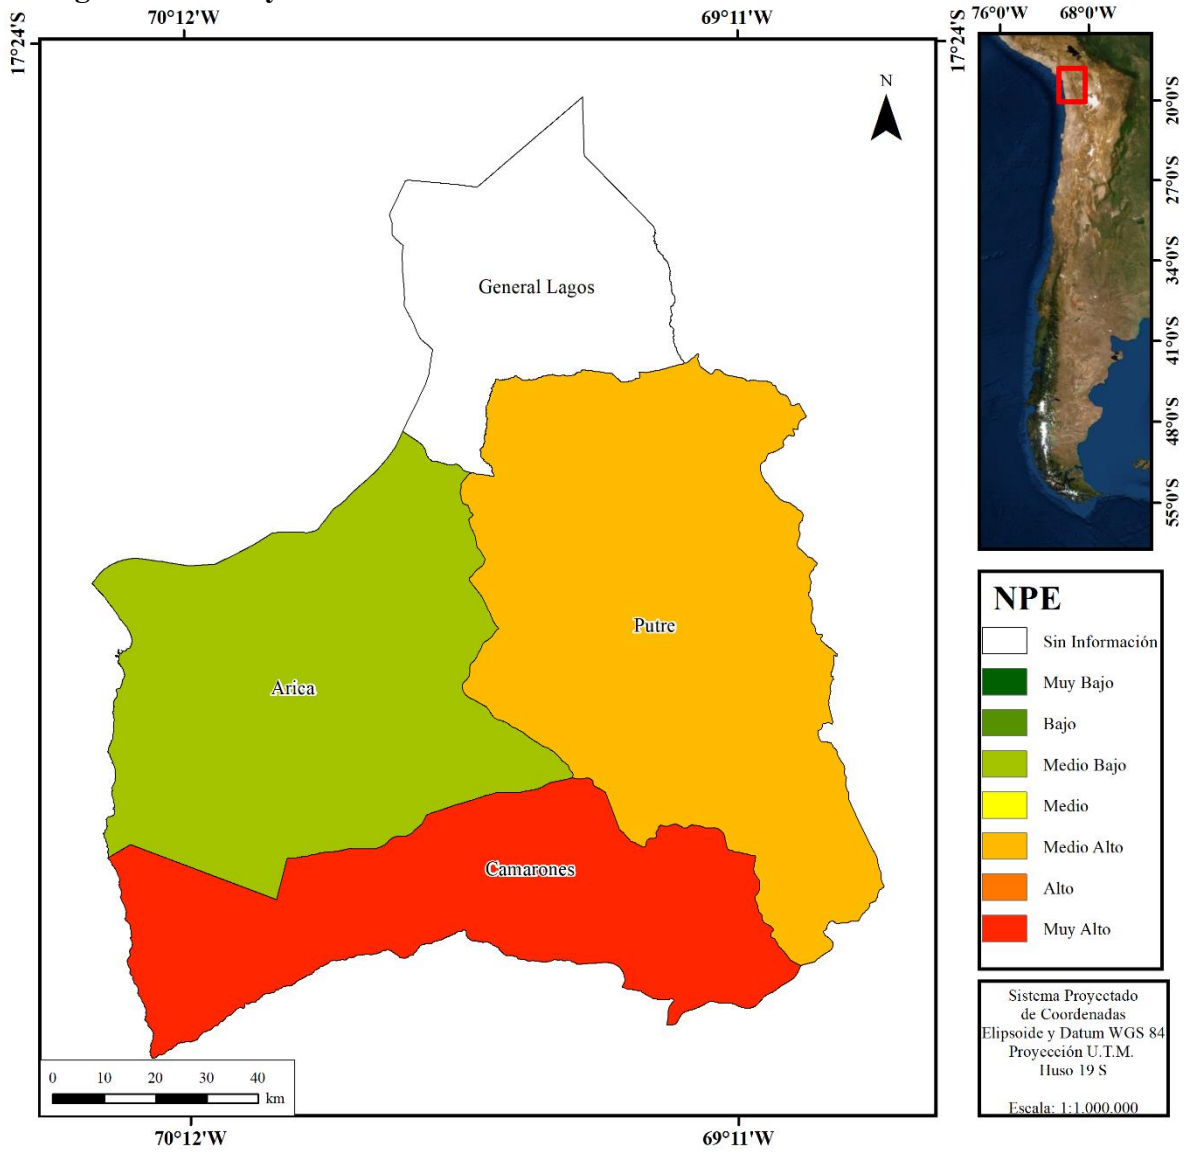 70°12'W
69°11'W
76°0'W
68°0'W
17°24'S
17°24'S
N
20°0'S
27°0'S
34°0'S
41°0'S
48°0'S
55°0'S
General Lagos
Putre
Arica
Camarones
NPE
Sin Información
Muy Bajo
Bajo
Medio Bajo
Medio
Medio Alto
Alto
Muy Alto
Sistema Proyectado
de Coordenadas
Elipsoide y Datum WGS 84
Proyección U.T.M.
Huso 19 S
Escala: 1:1.000.000
0 10 20 30 40
km
70°12'W
69°11'W